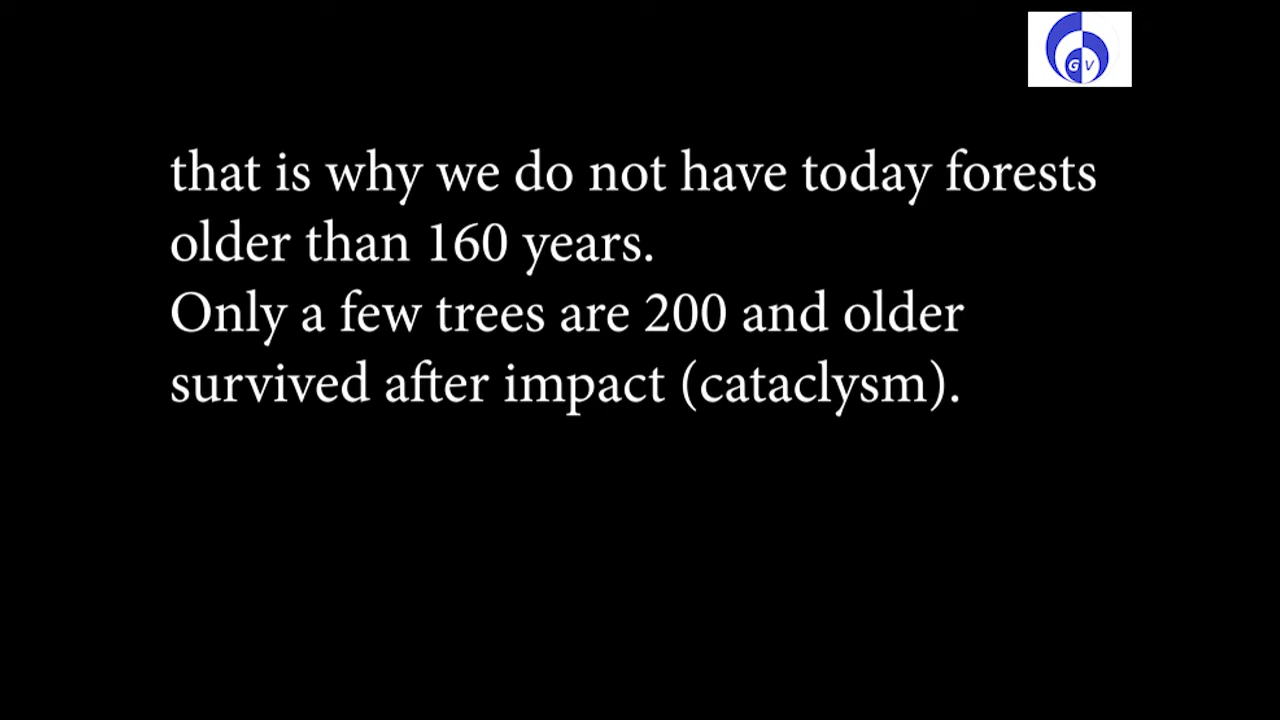 G V
that is why we do not have today forests
older than 160 years.
Only a few trees are 200 and older
survived after impact (cataclysm).